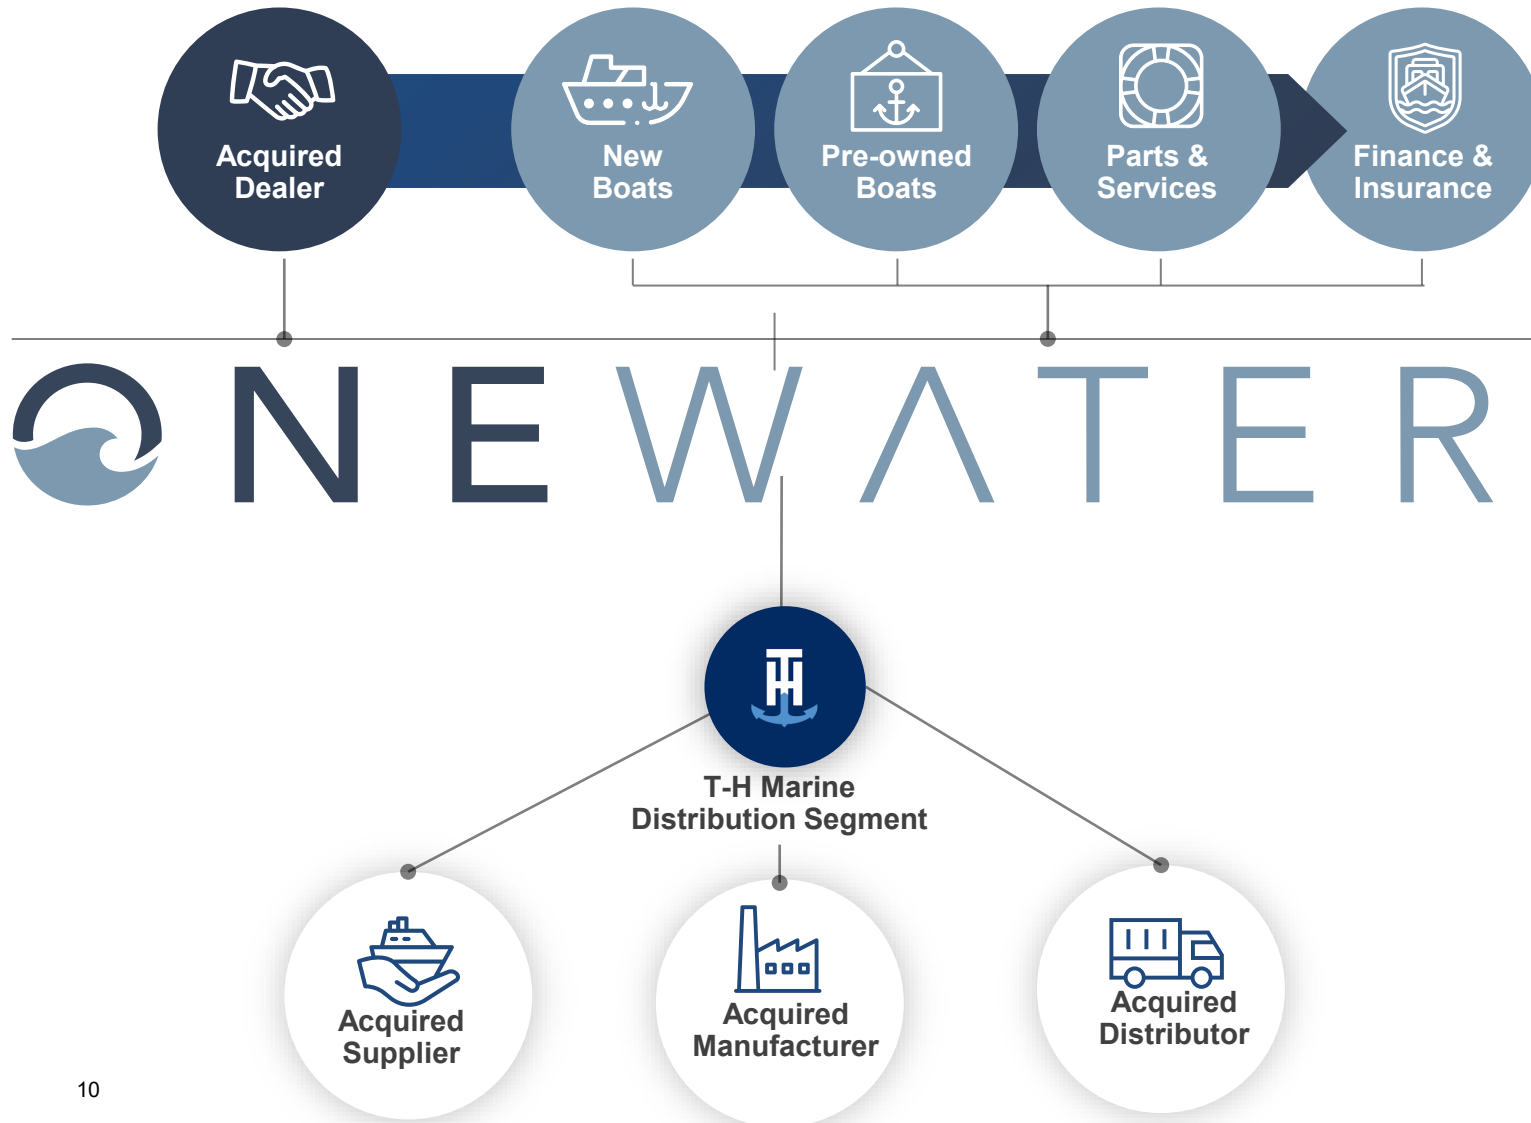 Acquired
Dealer
New
Boats
Pre-owned
Boats
Parts &
Services
Finance &
Insurance
ONEWATER
TH
T-H Marine
Distribution Segment
Acquired
Supplier
Acquired
Manufacturer
Acquired
Distributor
10